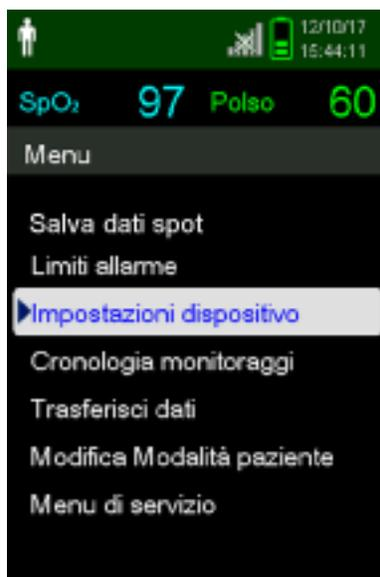 12/10/17
15:44:11
SpO₂ 97 Polso 60
Menu
Salva dati spot
Limiti allarme
Impostazioni dispositivo
Cronologia monitoraggi
Trasferisci dati
Modifica Modalità paziente
Menu di servizio